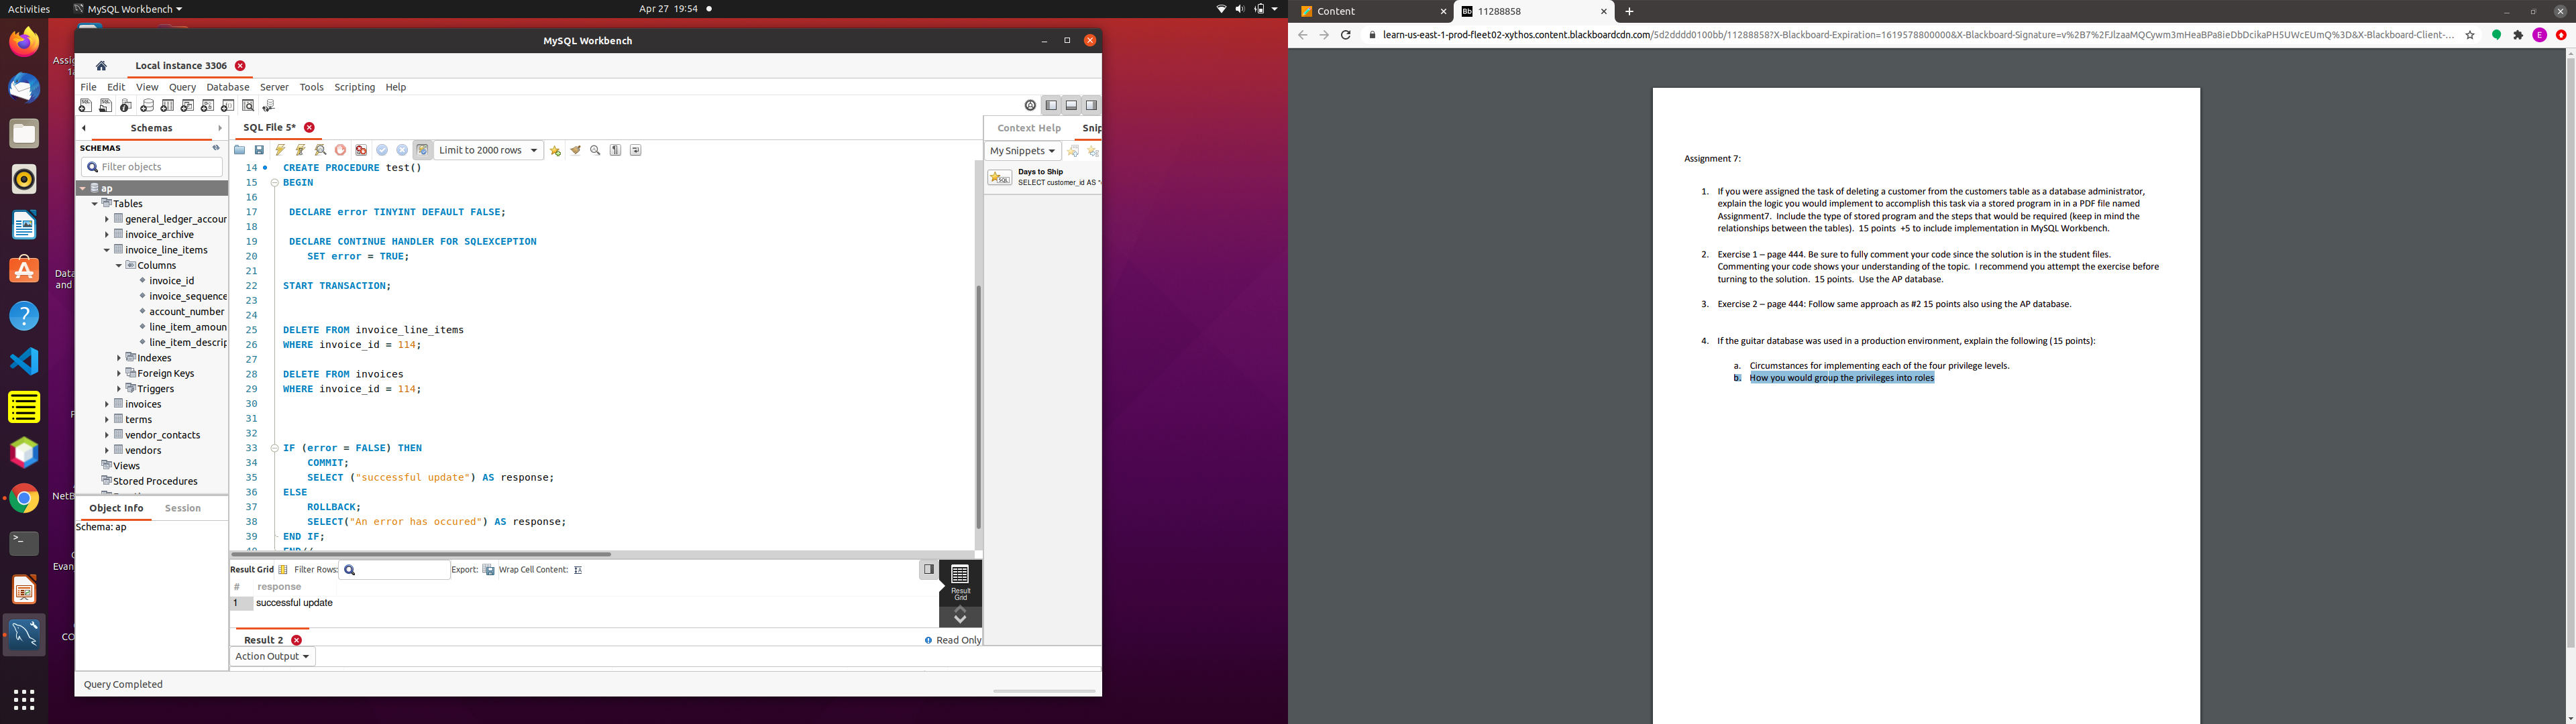 Activities
MySQL Workbench
Apr 27 19:54
MySQL Workbench
Local instance 3306
File Edit View Query Database Server Tools Scripting Help
Schemas
SCHEMAS
Filter objects
ap
Tables
general_ledger_accour
invoice_archive
invoice_line_items
Columns
invoice_id
invoice_sequence
account_number
line_item_amoun
line_item_descrip
Indexes
Foreign Keys
Triggers
invoices
terms
vendor_contacts
vendors
Views
Stored Procedures
Object Info Session
Schema: ap
SQL File 5*
Limit to 2000 rows
14 CREATE PROCEDURE test()
15 BEGIN
16
17 DECLARE error TINYINT DEFAULT FALSE;
18
19 DECLARE CONTINUE HANDLER FOR SQLEXCEPTION
20 SET error = TRUE;
21
22 START TRANSACTION;
23
24
25 DELETE FROM invoice_line_items
26 WHERE invoice_id = 114;
27
28 DELETE FROM invoices
29 WHERE invoice_id = 114;
30
31
32
33 IF (error = FALSE) THEN
34 COMMIT;
35 SELECT ("successful update") AS response;
36 ELSE
37 ROLLBACK;
38 SELECT("An error has occured") AS response;
39 END IF;
Result Grid Filter Rows: Export: Wrap Cell Content:
# response
1 successful update
Result Grid
Result 2
Read Only
Action Output
Query Completed
Context Help Snip
My Snippets
Days to Ship
SELECT customer_id AS
Content
Bb 11288858
learn-us-east-1-prod-fleet02-xythos.content.blackboardcdn.com/5d2dddd0100bb/11288858?X-Blackboard-Expiration=1619578800000&X-Blackboard-Signature=v%2B7%2FJlzaaMQCywm3mHeaBPa8ieDbDcikaPH5UWcEUmQ%3D&X-Blackboard-Client-...
E
Assignment 7:
1. If you were assigned the task of deleting a customer from the customers table as a database administrator,
explain the logic you would implement to accomplish this task via a stored program in in a PDF file named
Assignment7. Include the type of stored program and the steps that would be required (keep in mind the
relationships between the tables). 15 points +5 to include implementation in MySQL Workbench.
2. Exercise 1 – page 444. Be sure to fully comment your code since the solution is in the student files.
Commenting your code shows your understanding of the topic. I recommend you attempt the exercise before
turning to the solution. 15 points. Use the AP database.
3. Exercise 2 – page 444: Follow same approach as #2 15 points also using the AP database.
4. If the guitar database was used in a production environment, explain the following (15 points):
a. Circumstances for implementing each of the four privilege levels.
b. How you would group the privileges into roles